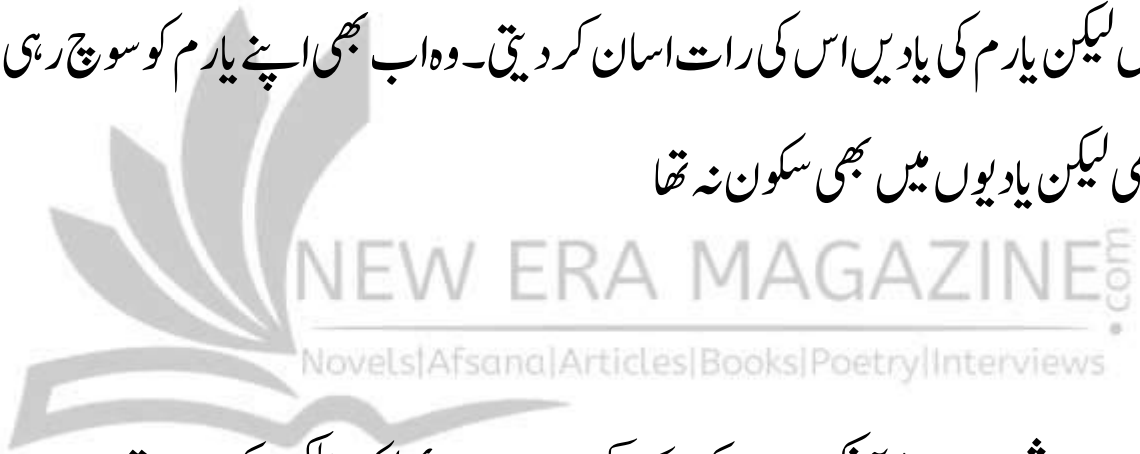 لیکن یارم کی یادیں اس کی رات اسان کر دیتی۔ وہ اب بھی اپنے یارم کو سوچ رہی
لیکن یادیوں میں بھی سکون نہ تھا
NEW ERA MAGAZINE.com
Novels|Afsana|Articles|Books|Poetry|Interviews